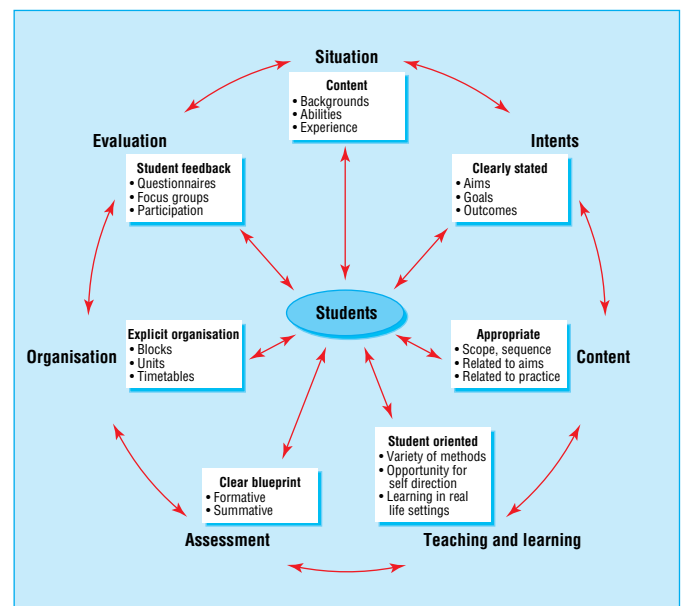 Situation
Content
• Backgrounds
• Abilities
• Experience
Evaluation
Student feedback
• Questionnaires
• Focus groups
• Participation
Intents
Clearly stated
• Aims
• Goals
• Outcomes
Students
Organisation
Explicit organisation
• Blocks
• Units
• Timetables
Appropriate
• Scope, sequence
• Related to aims
• Related to practice
Content
Clear blueprint
• Formative
• Summative
Assessment
Student oriented
• Variety of methods
• Opportunity for
self direction
• Learning in real
life settings
Teaching and learning